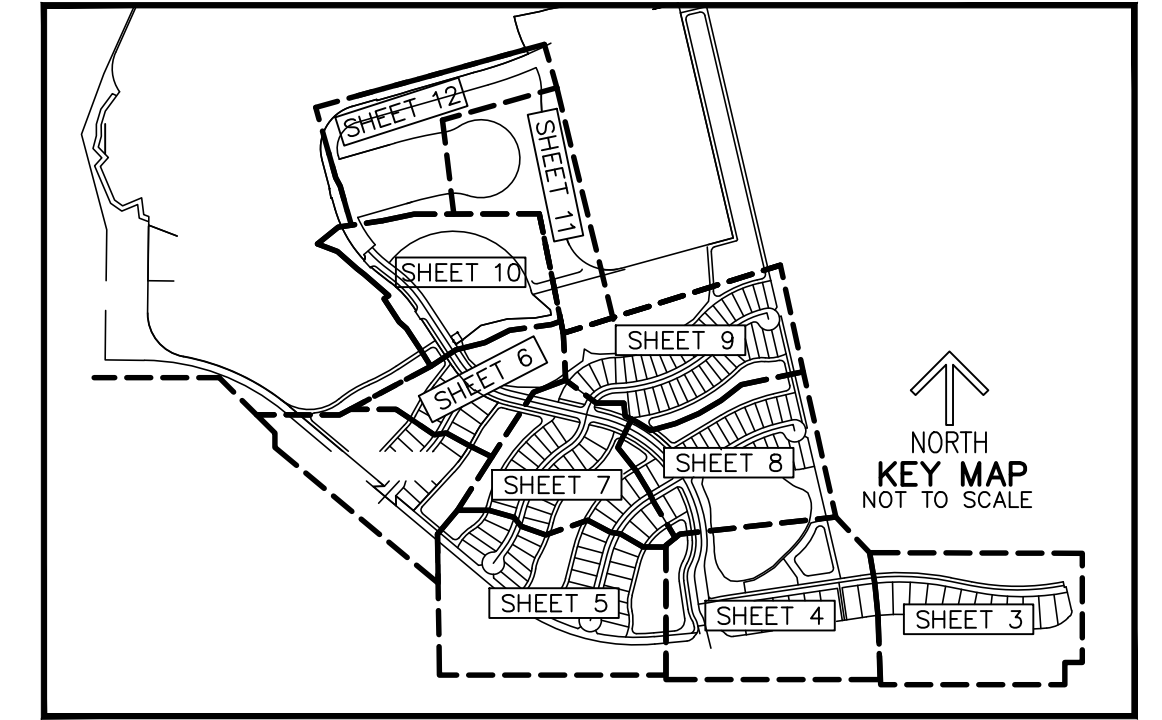 SHEET 12
SHEET 11
SHEET 10
SHEET 9
SHEET 6
NORTH
KEY MAP
NOT TO SCALE
SHEET 8
SHEET 7
SHEET 5
SHEET 4
SHEET 3